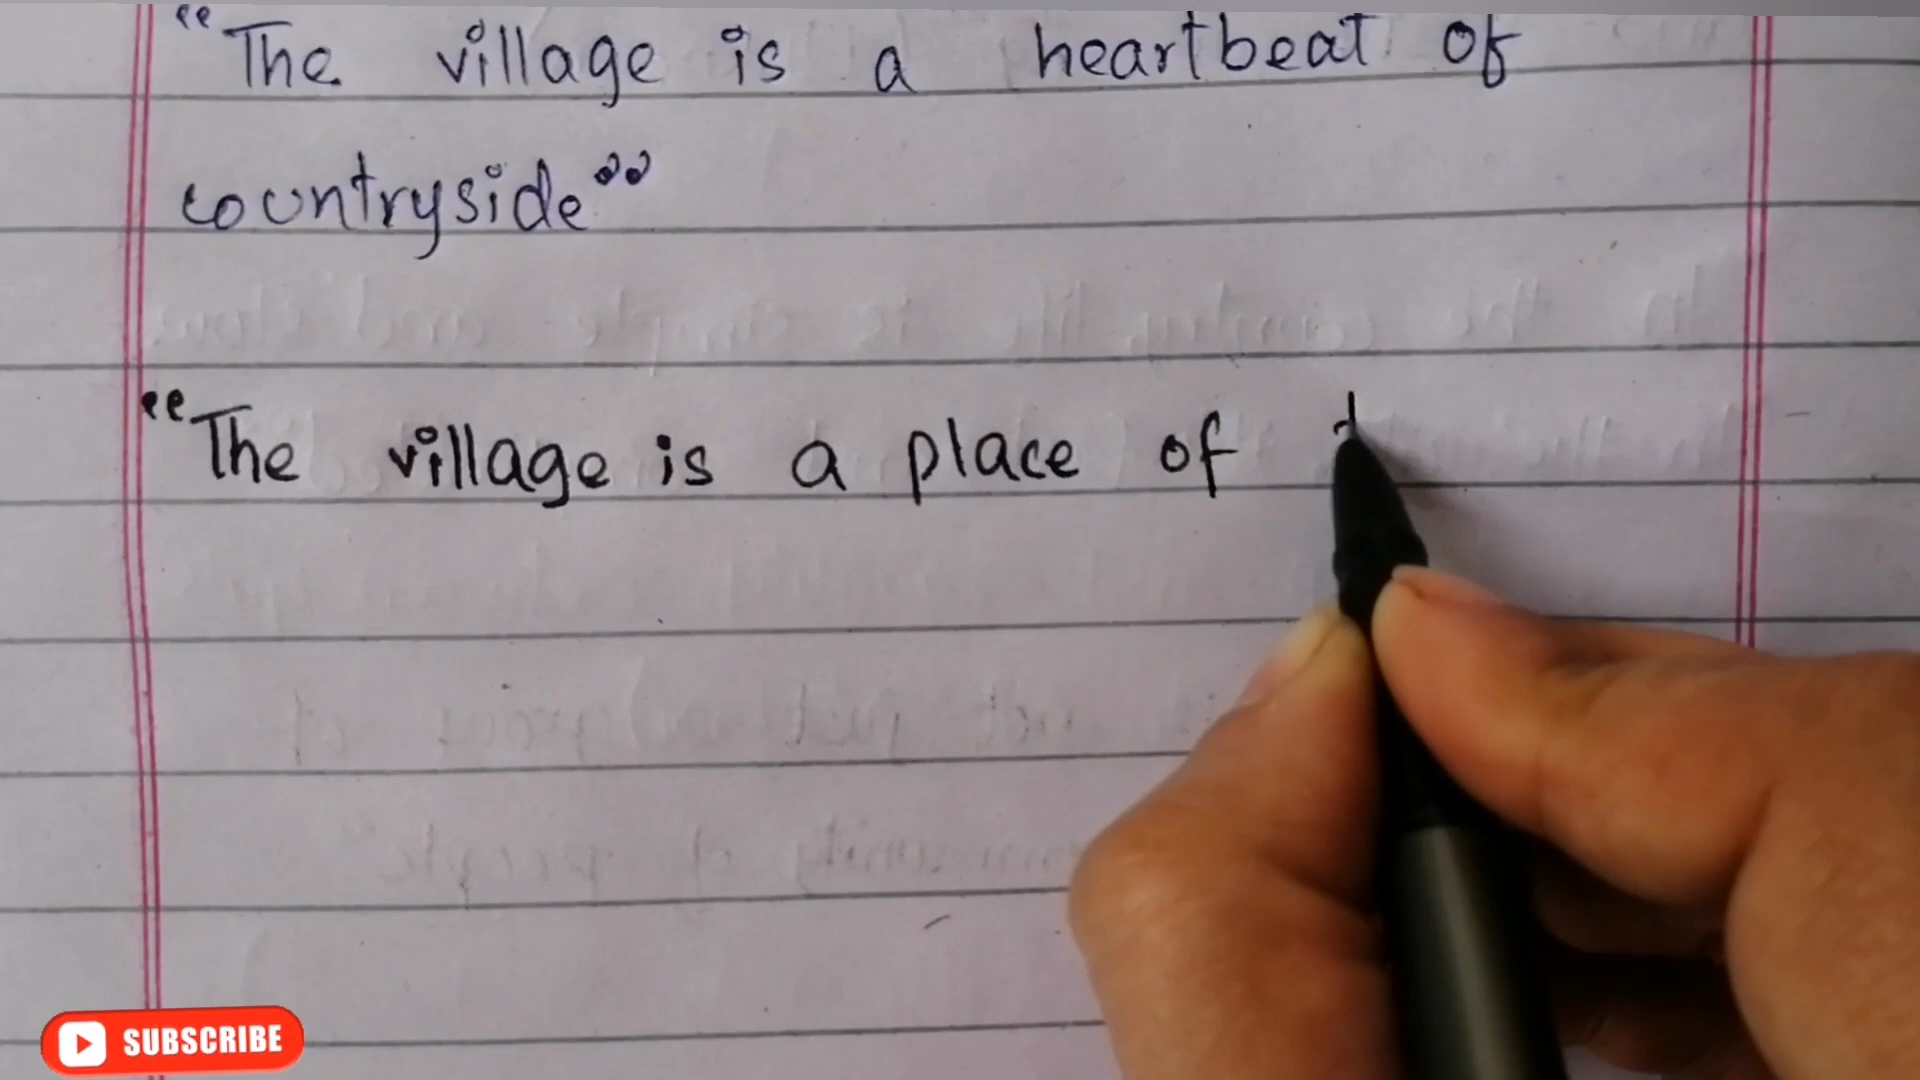 “The village is a heartbeat of
countryside”
“The village is a place of t
SUBSCRIBE